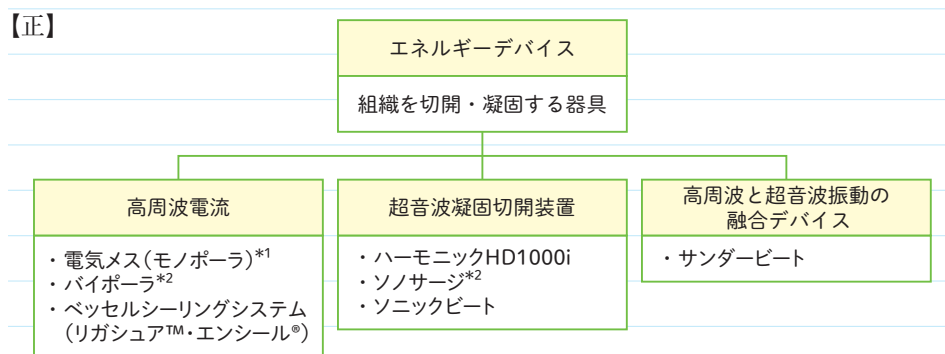 【正】
エネルギーデバイス
組織を切開・凝固する器具
高周波電流
・電気メス（モノポーラ）*1
・バイポーラ*2
・ベッセルシーリングシステム
（リガシュア™・エンシール®）
超音波凝固切開装置
・ハーモニックHD1000i
・ソノサージ*2
・ソニックビート
高周波と超音波振動の
融合デバイス
・サンダービート